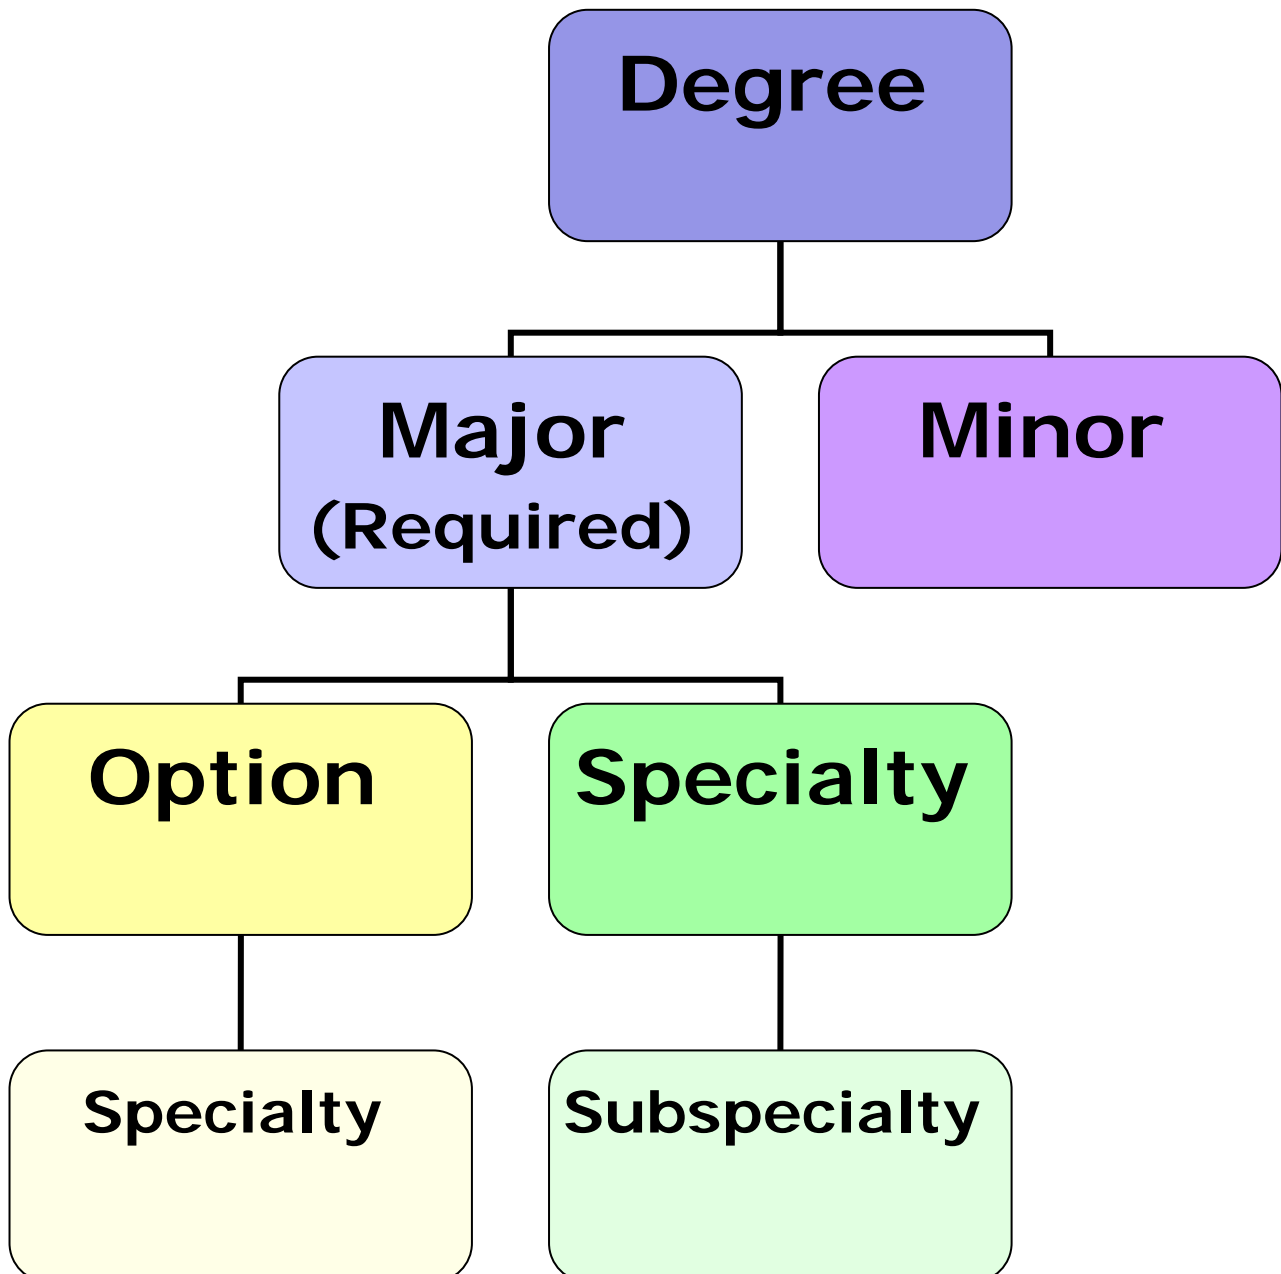 Degree
Major
(Required)
Minor
Option
Specialty
Specialty
Subspecialty